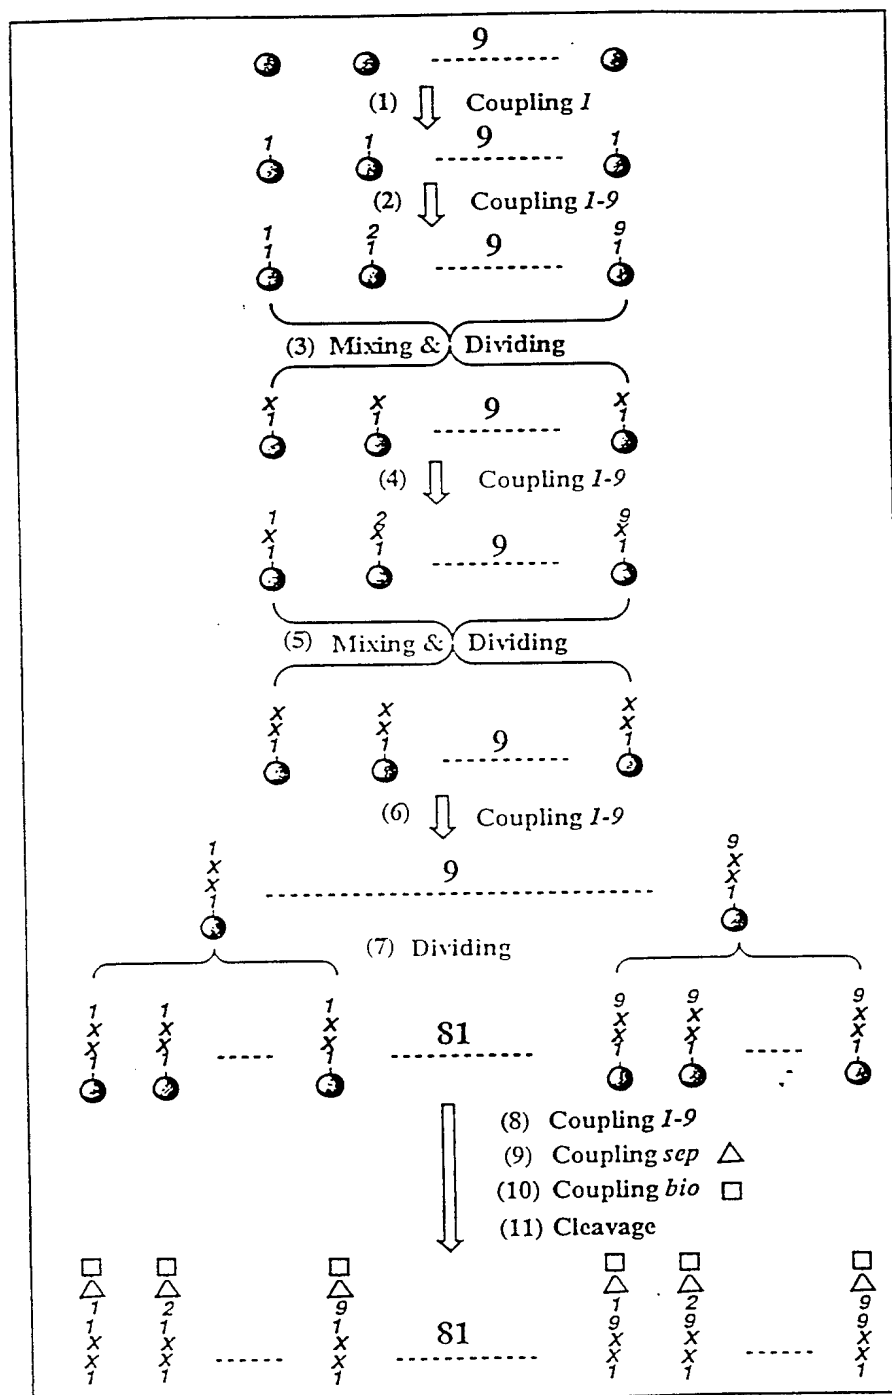 9
(1) Coupling 1
1 1 9 1
(2) Coupling 1-9
1 2 9
1 1 9 1
(3) Mixing & Dividing
X X X
1 1 9 1
(4) Coupling 1-9
1 2 9
X X X
1 1 9 1
(5) Mixing & Dividing
X X X
X X X
1 1 9 1
(6) Coupling 1-9
1 9 9
X X
X X
1 1
(7) Dividing
1 1 1 9 9 9
X X X X X X
X X X 81 X X X
1 1 1 1 1 1
(8) Coupling 1-9
(9) Coupling sep
(10) Coupling bio
(11) Cleavage
1 2 9 1 2 9
1 1 1 9 9 9
X X X 81 X X X
X X X X X X
1 1 1 1 1 1